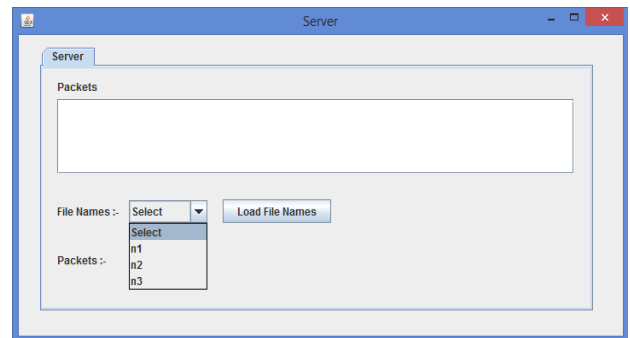 Server
Server
Packets
File Names :- Select Load File Names
Select
n1
Packets :- n2
n3